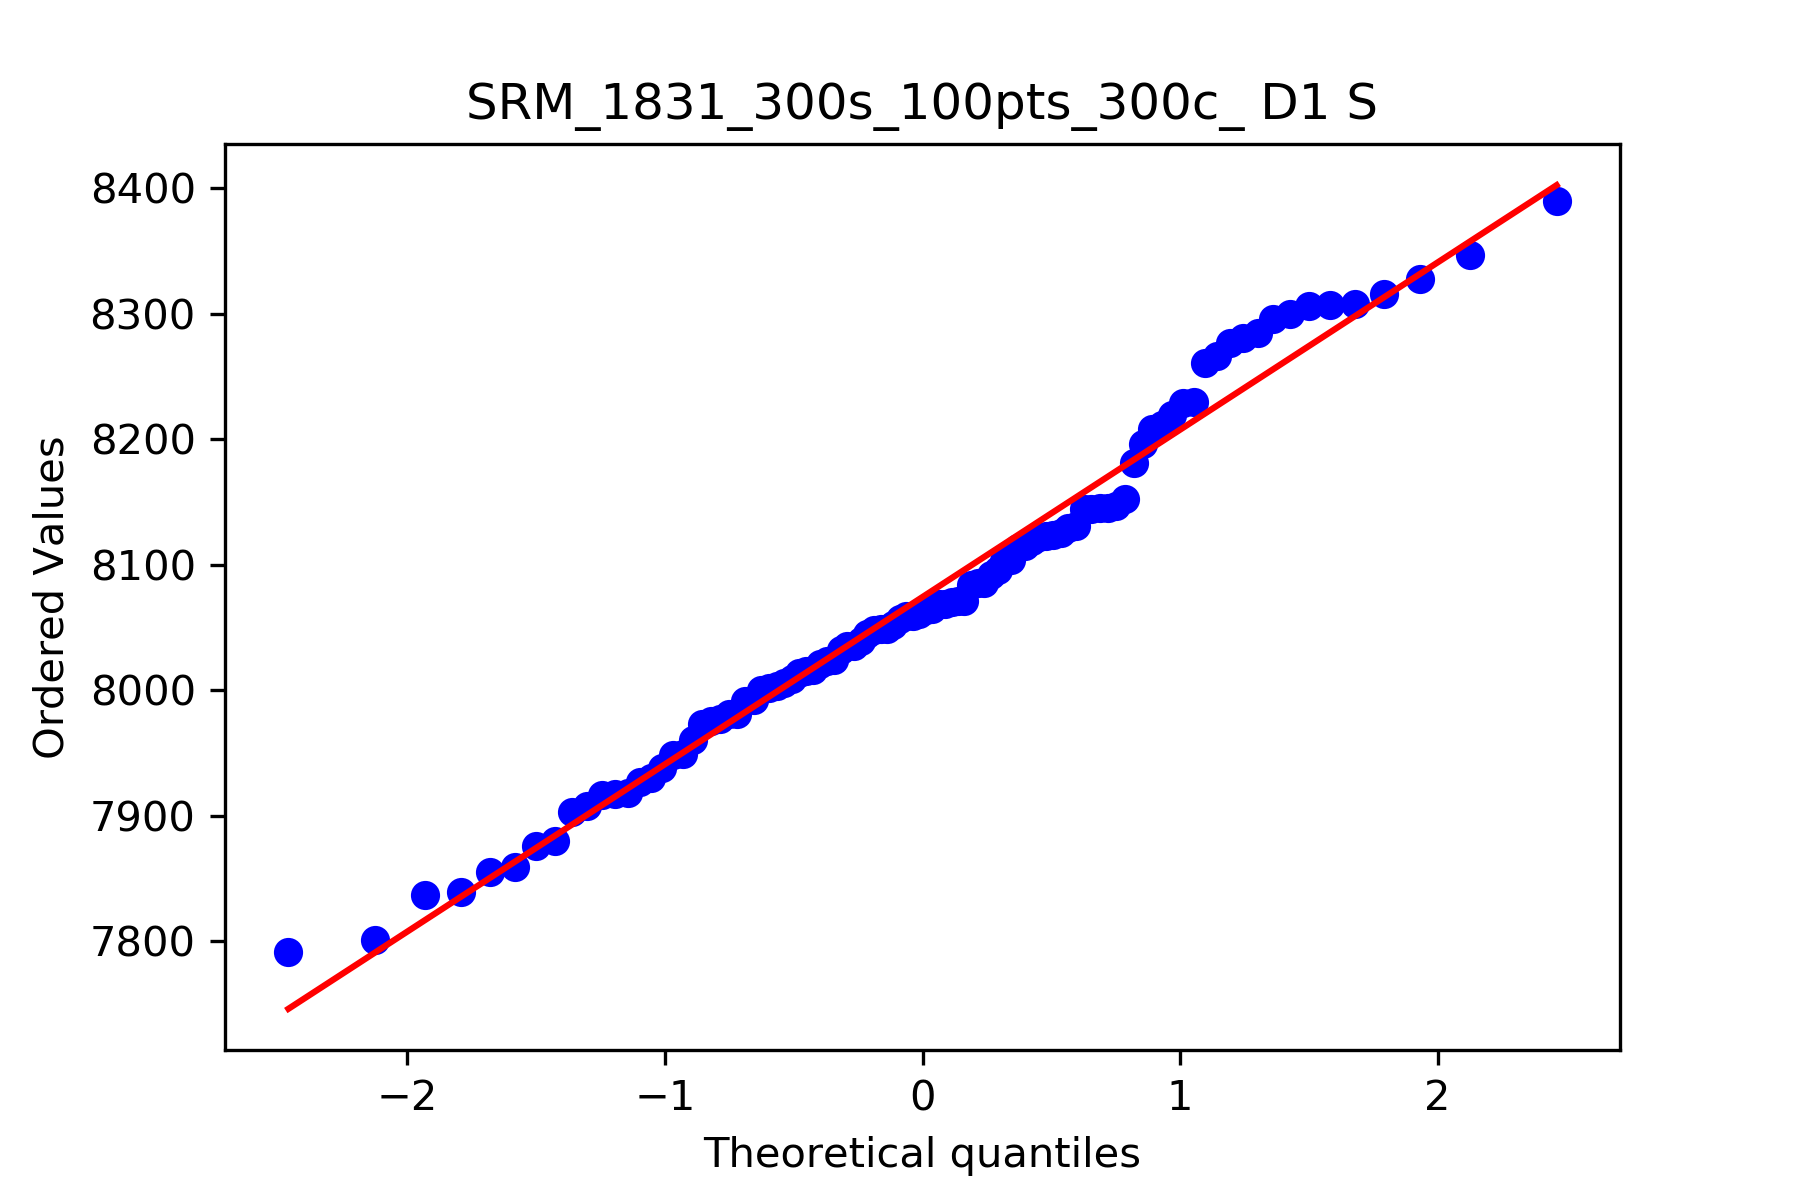 SRM_1831_300s_100pts_300c_ D1 S
8400
8300
8200
8100
8000
7900
7800
Ordered Values
−2 −1 0 1 2
Theoretical quantiles